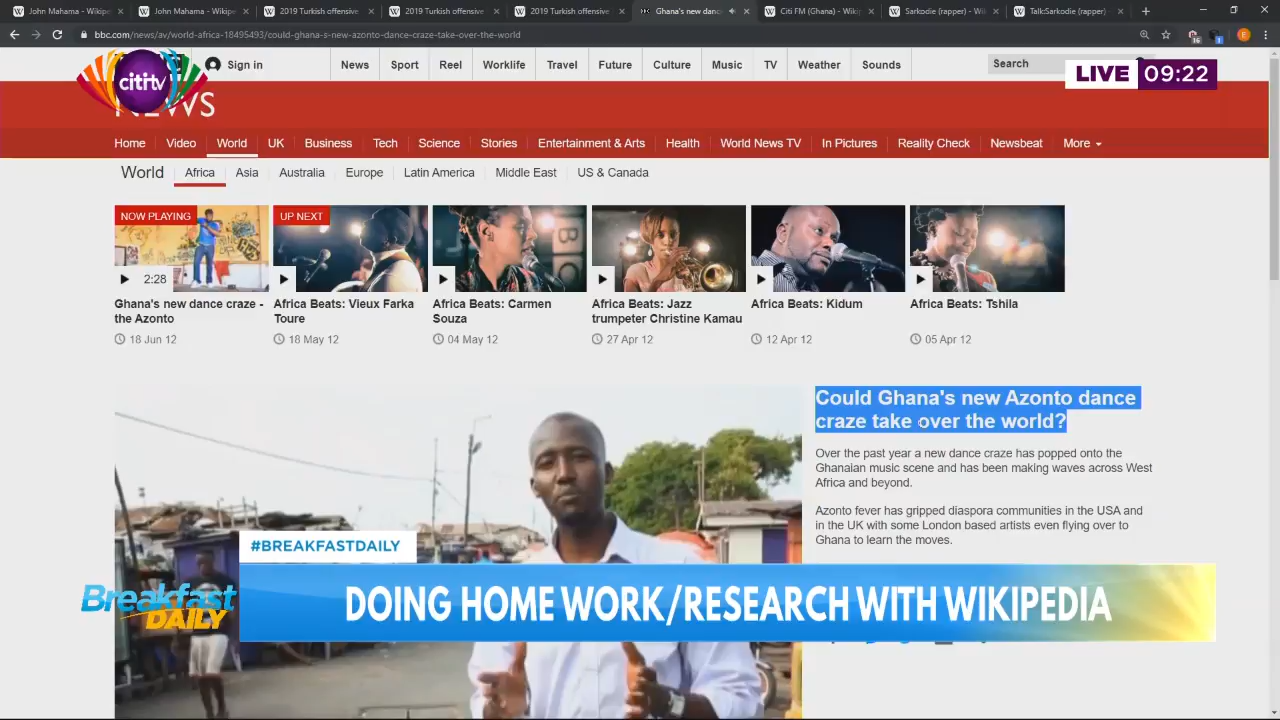 John Mahama - Wikipe
John Mahama - Wikipe
2019 Turkish offensive
2019 Turkish offensive
2019 Turkish offensive
Ghana's new danc
Citi FM (Ghana) - Wikip
Sarkodie (rapper) - Wik
Talk:Sarkodie (rapper) -
bbc.com/news/av/world-africa-18495493/could-ghana-s-new-azonto-dance-craze-take-over-the-world
Sign in
News
Sport
Reel
Worklife
Travel
Future
Culture
Music
TV
Weather
Sounds
Search
cititv
LIVE 09:22
NEWS
Home
Video
World
UK
Business
Tech
Science
Stories
Entertainment & Arts
Health
World News TV
In Pictures
Reality Check
Newsbeat
More
World
Africa
Asia
Australia
Europe
Latin America
Middle East
US & Canada
NOW PLAYING
UP NEXT
2:28
Ghana's new dance craze -
the Azonto
18 Jun 12
Africa Beats: Vieux Farka
Toure
18 May 12
Africa Beats: Carmen
Souza
04 May 12
Africa Beats: Jazz
trumpeter Christine Kamau
27 Apr 12
Africa Beats: Kidum
12 Apr 12
Africa Beats: Tshila
05 Apr 12
Could Ghana's new Azonto dance
craze take over the world?
Over the past year a new dance craze has popped onto the
Ghanaian music scene and has been making waves across West
Africa and beyond.
Azonto fever has gripped diaspora communities in the USA and
in the UK with some London based artists even flying over to
Ghana to learn the moves.
#BREAKFASTDAILY
Breakfast
DAILY
DOING HOME WORK/RESEARCH WITH WIKIPEDIA